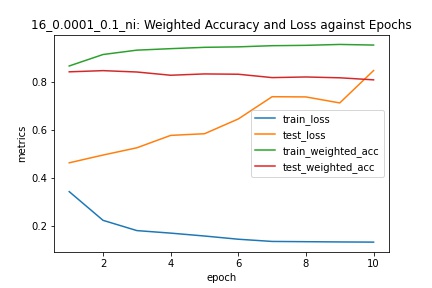 16_0.0001_0.1_ni: Weighted Accuracy and Loss against Epochs
0.8
0.6
0.4
0.2
metrics
train_loss
test_loss
train_weighted_acc
test_weighted_acc
2 4 6 8 10
epoch